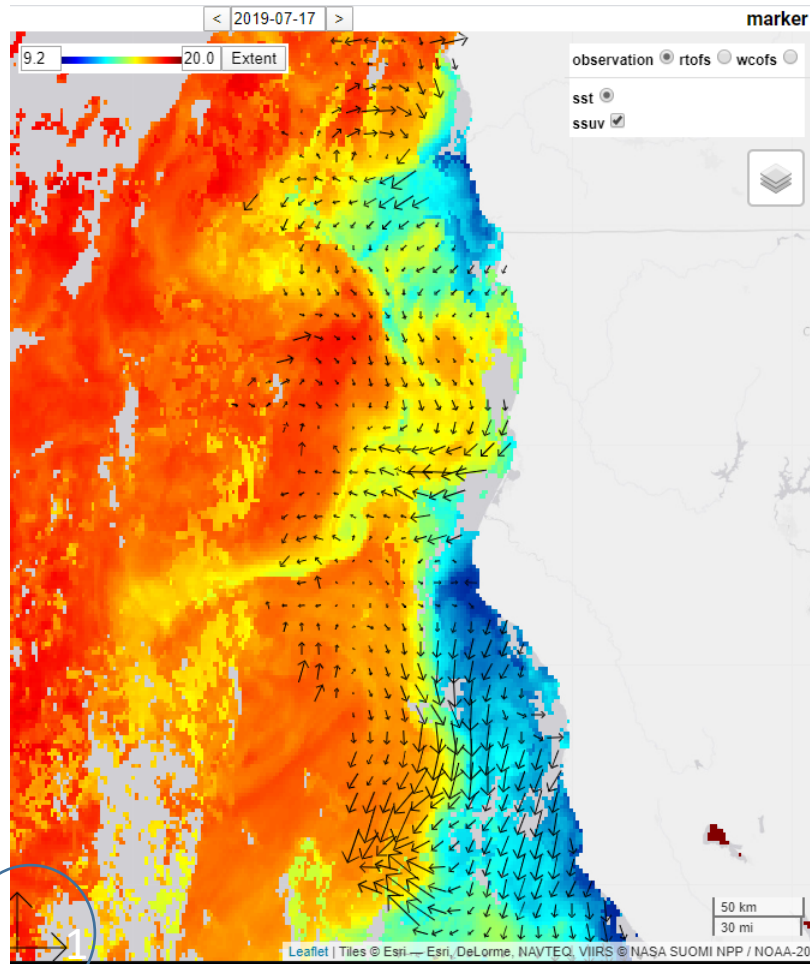 < 2019-07-17 > marker
9.2 20.0 Extent
observation rtofs wcofs
sst
ssuv
50 km
30 mi
1
Leaflet | Tiles © Esri — Esri, DeLorme, NAVTEQ, VIIRS © NASA SUOMI NPP / NOAA-20